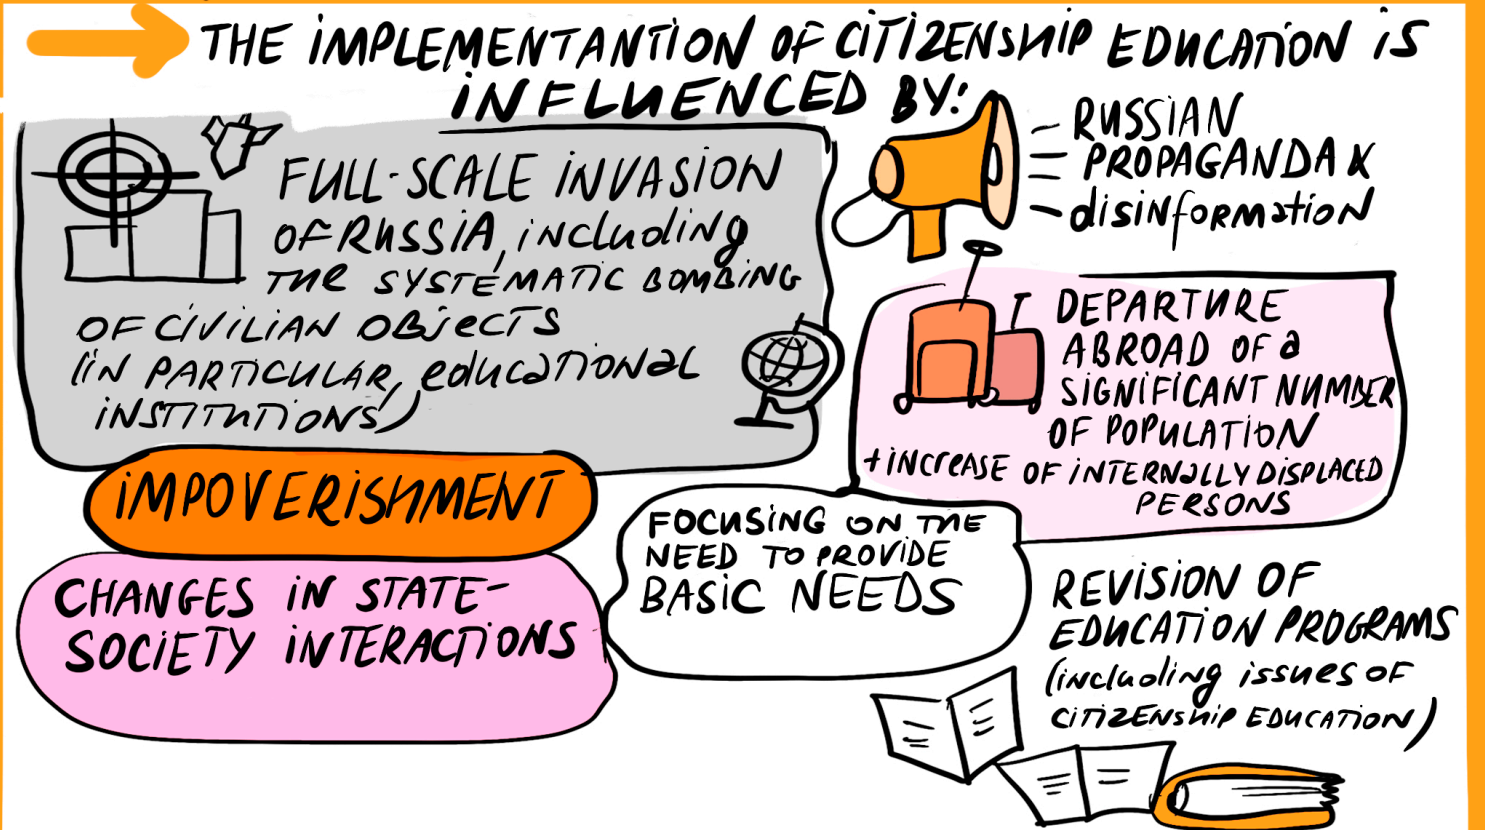 THE IMPLEMENTANTION OF CITIZENSHIP EDUCATION IS
INFLUENCED BY:
FULL-SCALE INVASION
OF RUSSIA, including
THE SYSTEMATIC BOMBING
OF CIVILIAN OBJECTS
(IN PARTICULAR, educational
INSTITUTIONS)
RUSSIAN
PROPAGANDA &
disinformation
DEPARTURE
ABROAD OF a
SIGNIFICANT NUMBER
OF POPULATION
+ INCREASE OF INTERNALLY DISPLACED
PERSONS
IMPOVERISHMENT
FOCUSING ON THE
NEED TO PROVIDE
BASIC NEEDS
CHANGES IN STATE-
SOCIETY INTERACTIONS
REVISION OF
EDUCATION PROGRAMS
(including issues OF
CITIZENSHIP EDUCATION)